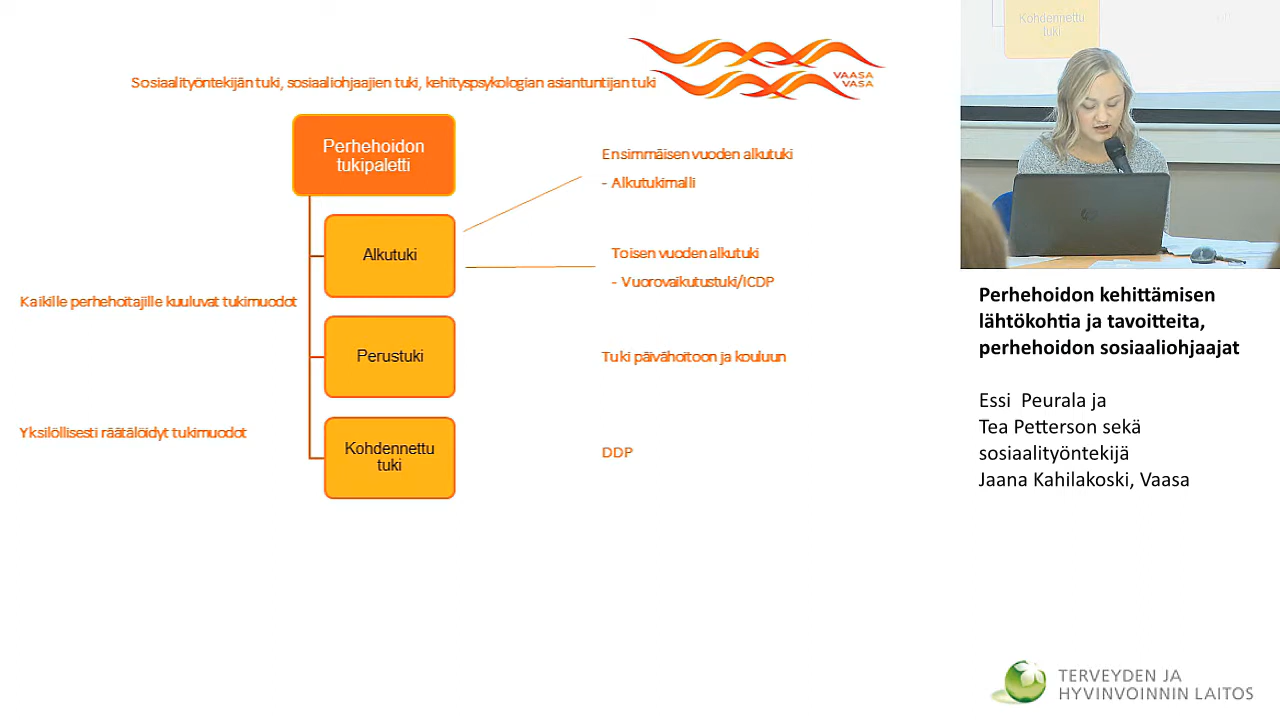 Sosiaalityöntekijän tuki, sosiaaliohjaajien tuki, kehityspsykologian asiantuntijan tuki
VAASA
VASA
Perhehoidon
tukipaletti
Ensimmäisen vuoden alkutuki
- Alkutukimalli
Alkutuki
Toisen vuoden alkutuki
- Vuorovaikutustuki/ICDP
Kaikille perhehoitajille kuuluvat tukimuodot
Perustuki
Tuki päivähoitoon ja kouluun
Yksilöllisesti räätälöidyt tukimuodot
Kohdennettu
tuki
DDP
Kohdennettu
tuki
Perhehoidon kehittämisen
lähtökohtia ja tavoitteita,
perhehoidon sosiaaliohjaajat
Essi Peurala ja
Tea Petterson sekä
sosiaalityöntekijä
Jaana Kahilakoski, Vaasa
TERVEYDEN JA
HYVINVOINNIN LAITOS